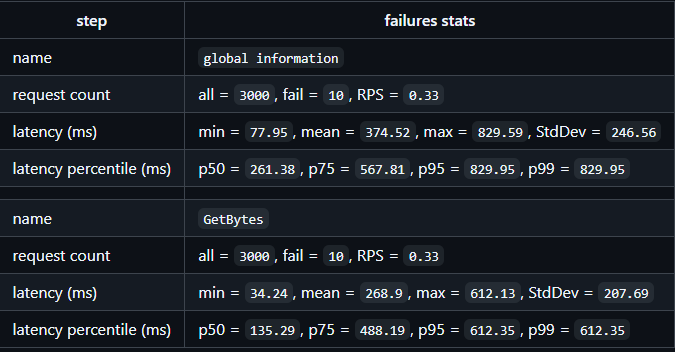 step failures stats
name global information
request count all = 3000, fail = 10, RPS = 0.33
latency (ms) min = 77.95, mean = 374.52, max = 829.59, StdDev = 246.56
latency percentile (ms) p50 = 261.38, p75 = 567.81, p95 = 829.95, p99 = 829.95
name GetBytes
request count all = 3000, fail = 10, RPS = 0.33
latency (ms) min = 34.24, mean = 268.9, max = 612.13, StdDev = 207.69
latency percentile (ms) p50 = 135.29, p75 = 488.19, p95 = 612.35, p99 = 612.35